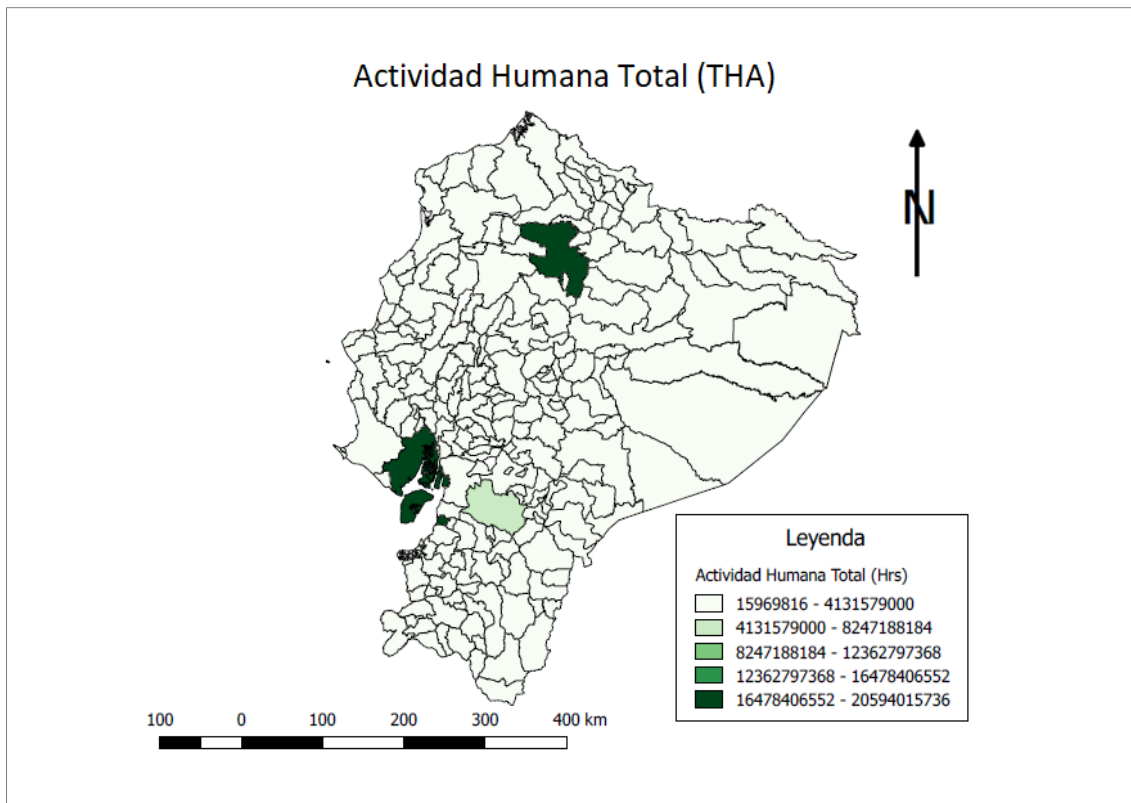 Actividad Humana Total (THA)
N
Leyenda
Actividad Humana Total (Hrs)
15969816 - 4131579000
4131579000 - 8247188184
8247188184 - 12362797368
12362797368 - 16478406552
16478406552 - 20594015736
100 0 100 200 300 400 km